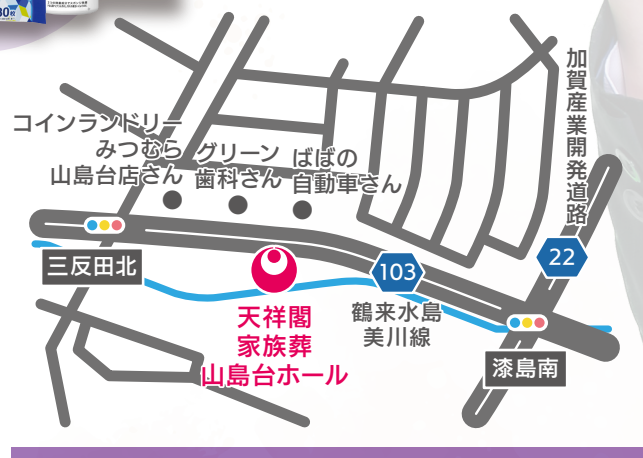 30枚
加賀産業開発道路
コインランドリー
みつむら
山島台店さん
グリーン
歯科さん
ばばの
自動車さん
三反田北
22
103
天祥閣
家族葬
山島台ホール
鶴来水島
美川線
漆島南